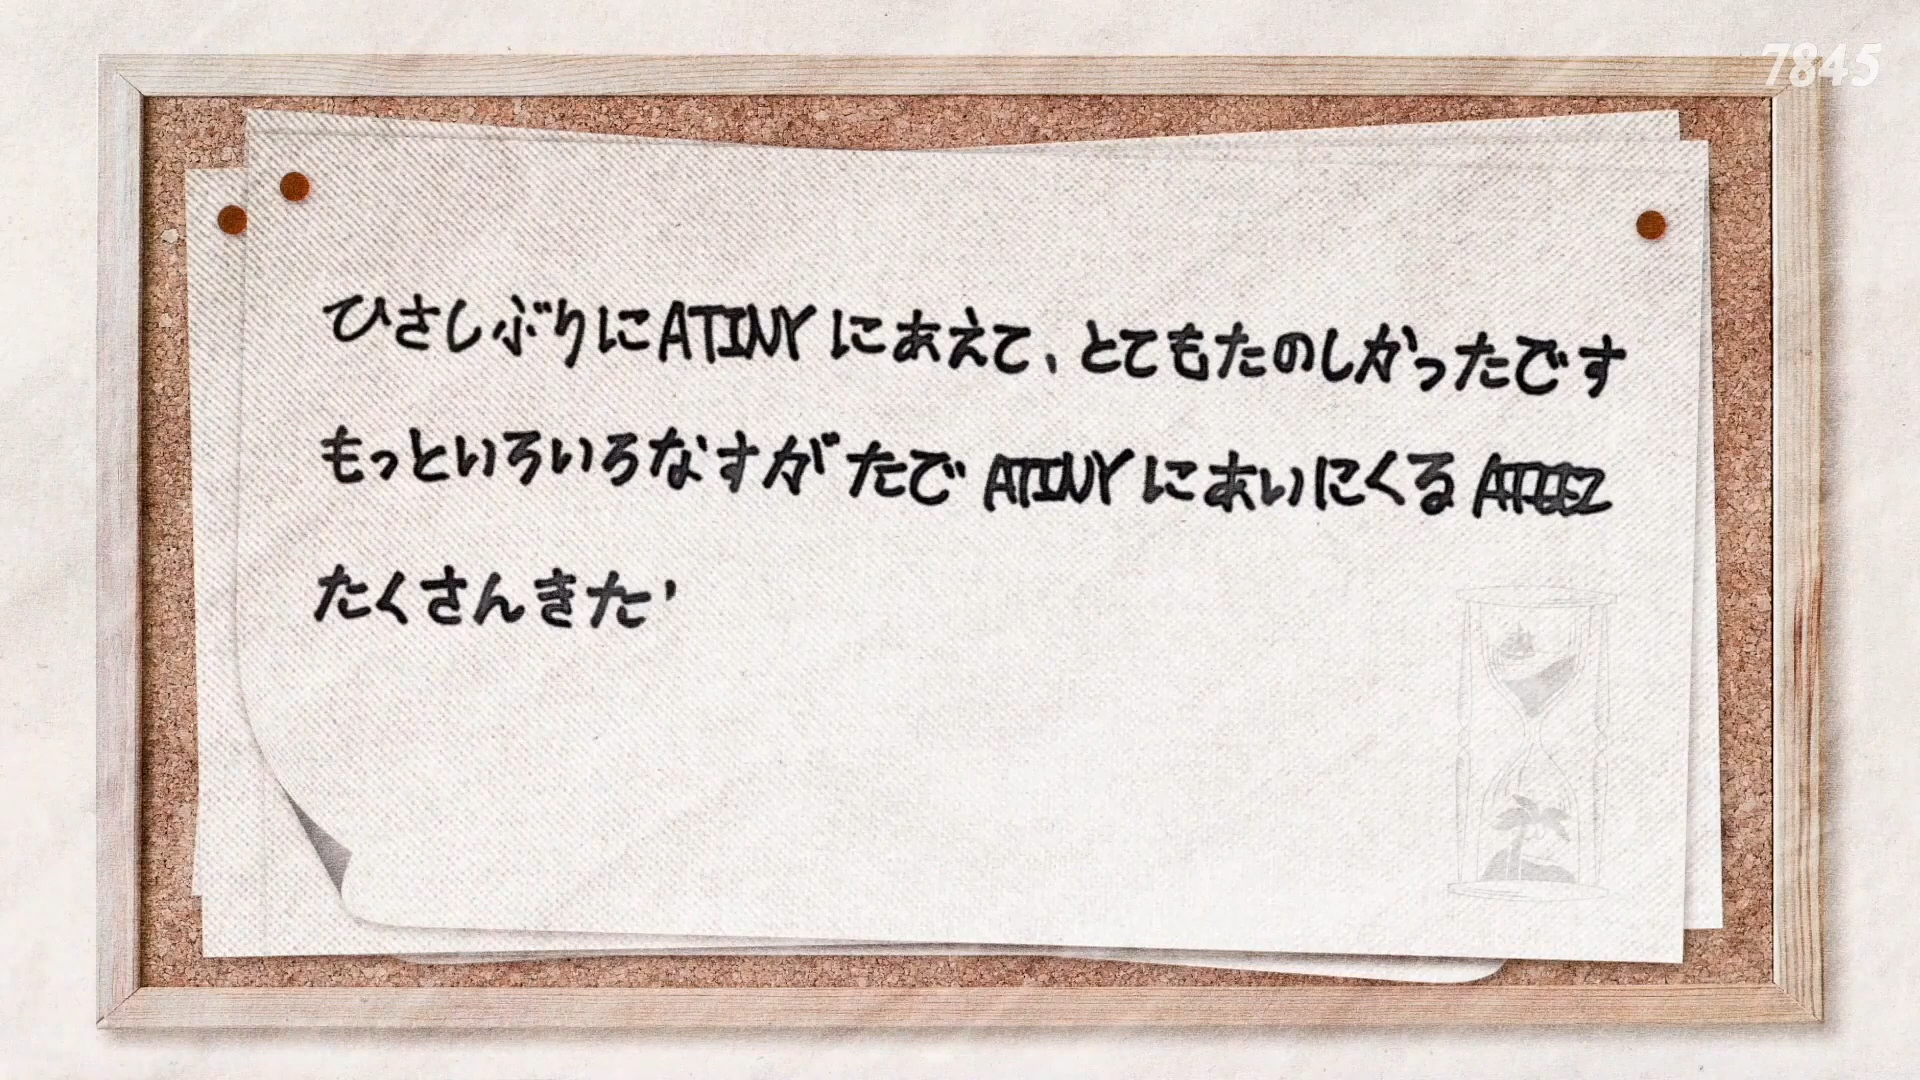 7845
ひさしぶりにATINYにあえて、とてもたのしかったです
もっといろいろなすがたでATINYにあいにくるATEEZ
たくさんきた